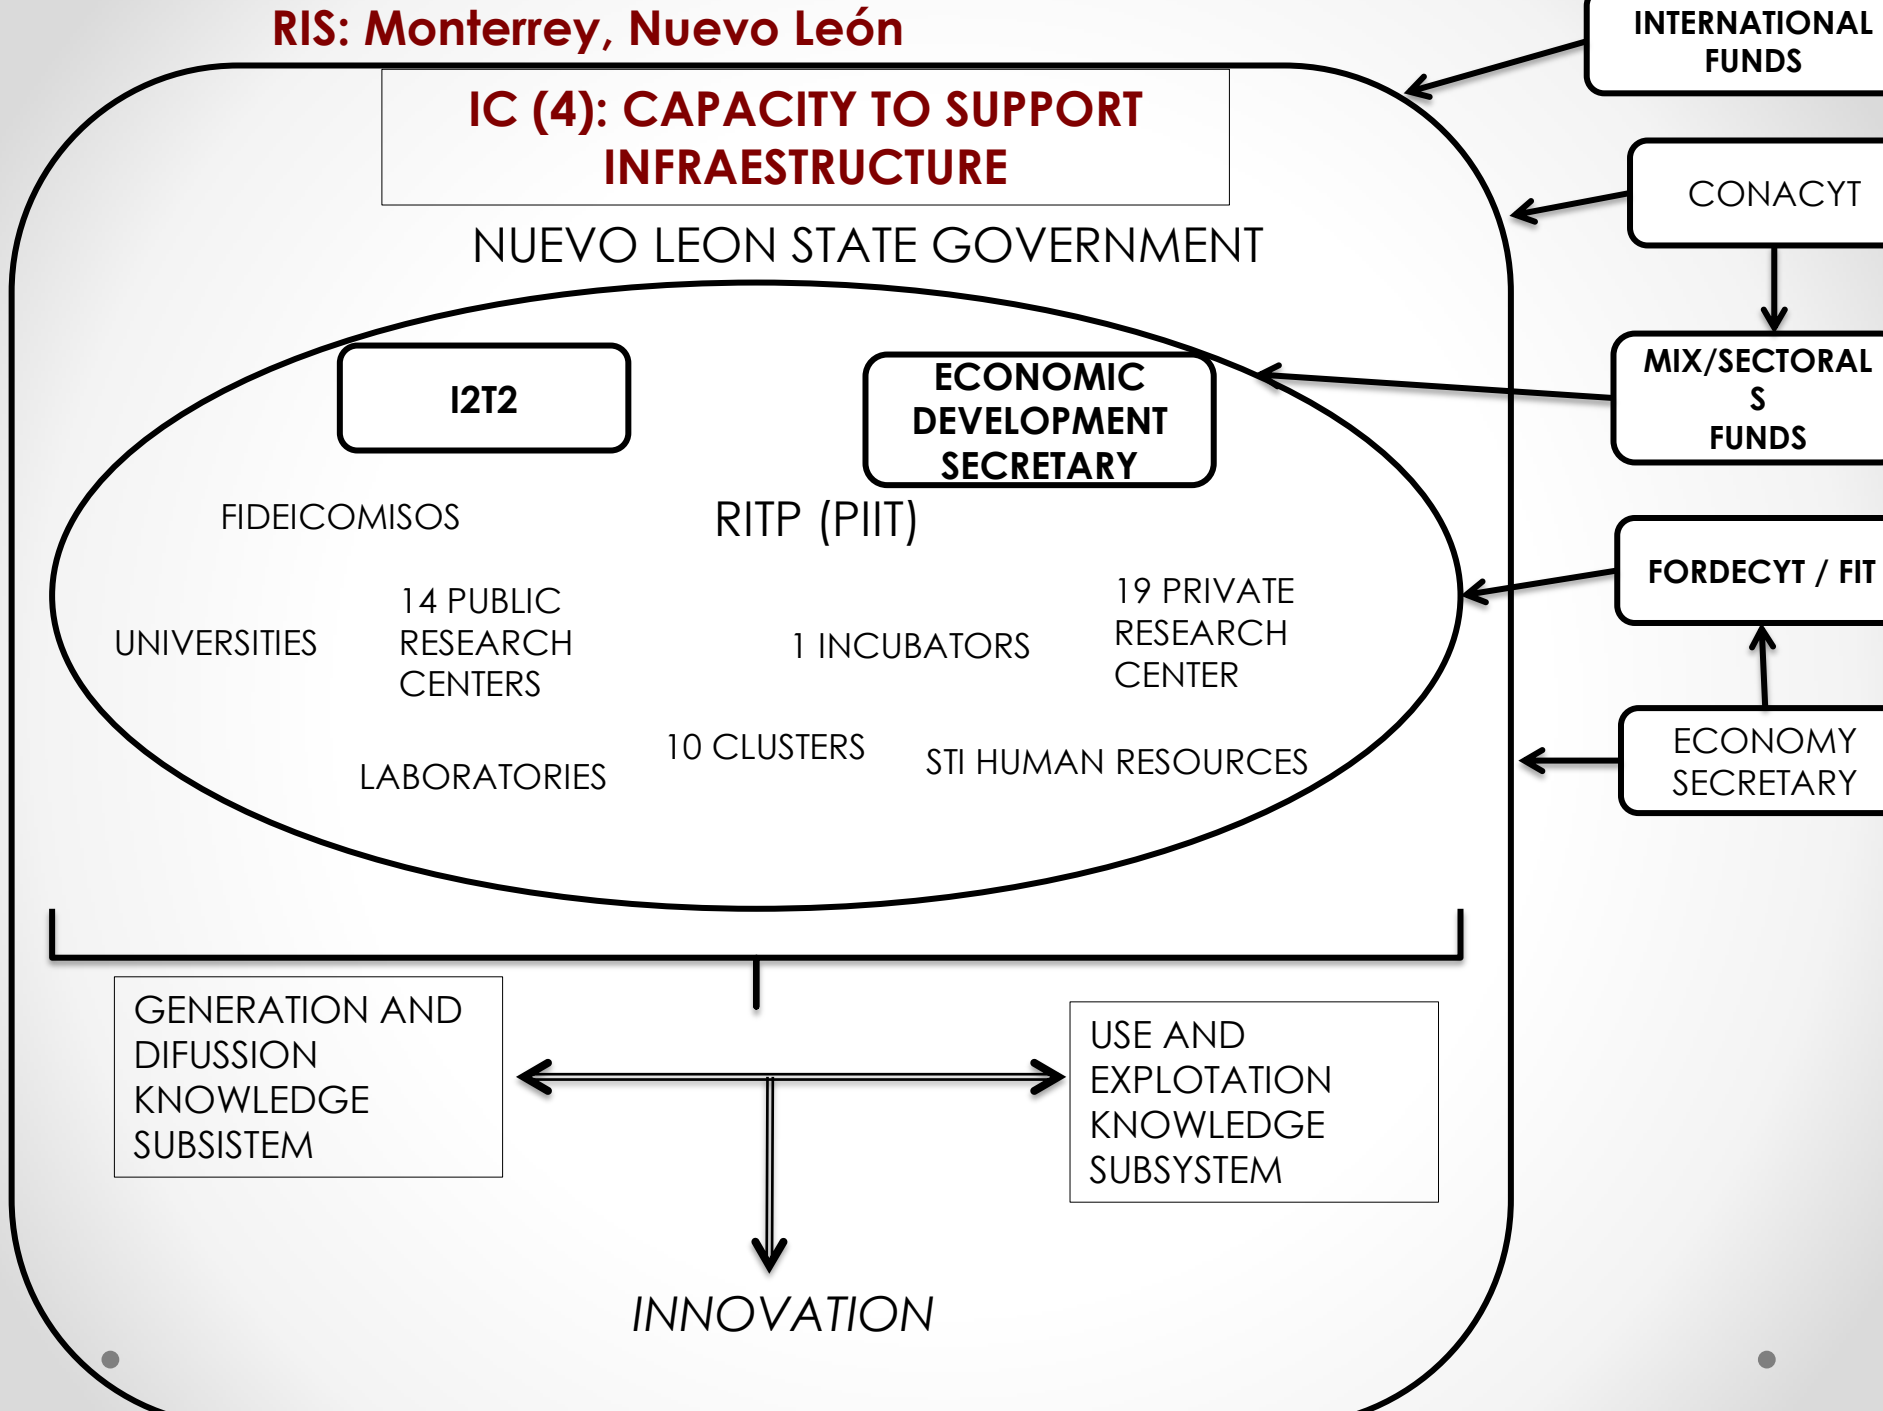 RIS: Monterrey, Nuevo León
IC (4): CAPACITY TO SUPPORT
INFRAESTRUCTURE
NUEVO LEON STATE GOVERNMENT
I2T2
ECONOMIC
DEVELOPMENT
SECRETARY
FIDEICOMISOS
RITP (PIIT)
UNIVERSITIES
14 PUBLIC
RESEARCH
CENTERS
1 INCUBATORS
19 PRIVATE
RESEARCH
CENTER
LABORATORIES
10 CLUSTERS
STI HUMAN RESOURCES
GENERATION AND
DIFUSSION
KNOWLEDGE
SUBSISTEM
USE AND
EXPLOTATION
KNOWLEDGE
SUBSYSTEM
INNOVATION
INTERNATIONAL
FUNDS
CONACYT
MIX/SECTORAL
S
FUNDS
FORDECYT / FIT
ECONOMY
SECRETARY